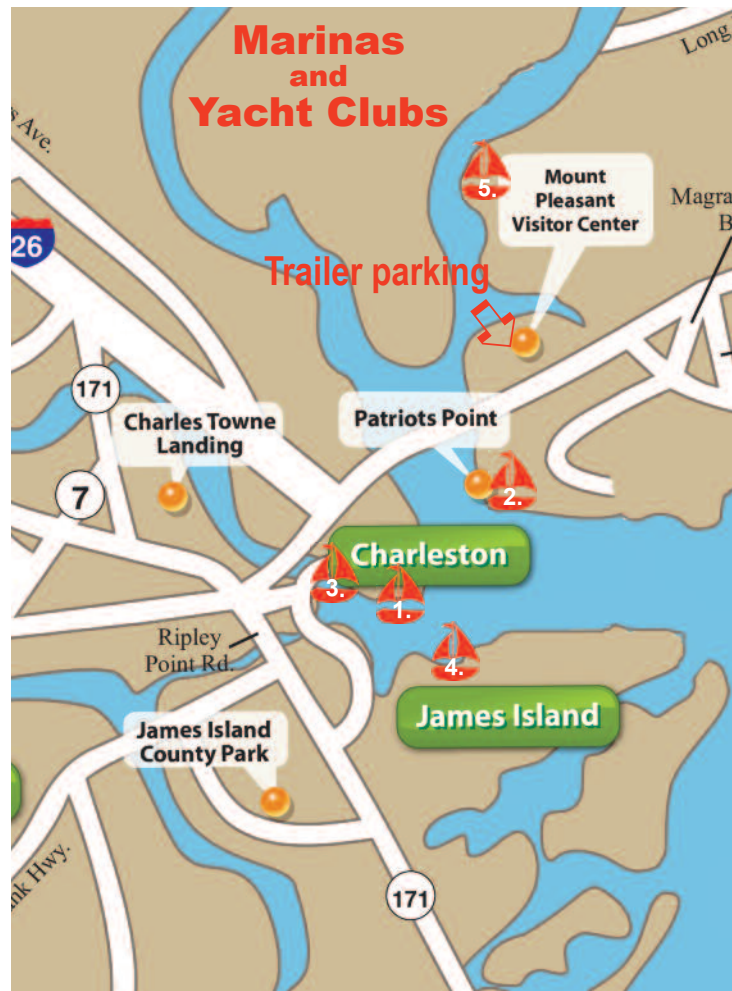 Marinas
and
Yacht Clubs
Long
s Ave.
5.
Mount
Pleasant
Visitor Center
Magra
B
26
Trailer parking
171
Charles Towne
Landing
Patriots Point
7
2.
Charleston
3.
1.
Ripley
Point Rd.
4.
James Island
James Island
County Park
nk Hwy.
171